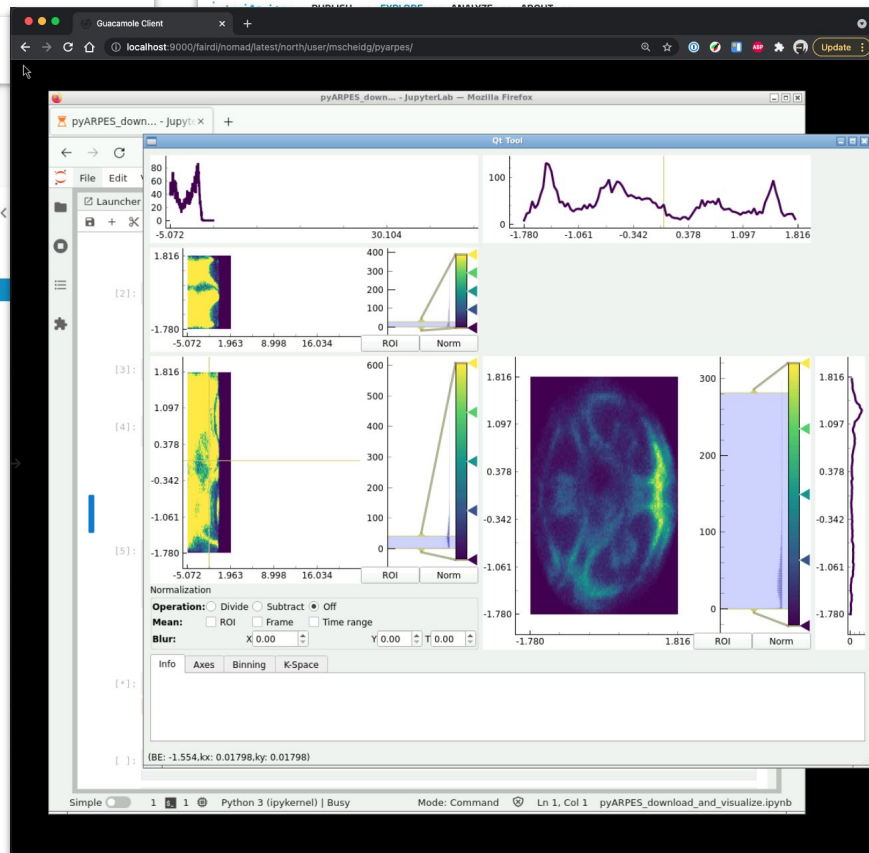 PUBLISH EXPLORE ANALYZE ABOUT
Guacamole Client × +
localhost:9000/fairdi/nomad/latest/north/user/mscheidg/pyarpes/
ABP
Update
pyARPES_down... - JupyterLab — Mozilla Firefox
pyARPES_down... - Jupyt × +
Qt Tool
File Edit
Launcher
80
60
40
20
0
-5.072 30.104
100
0
-1.780 -1.061 -0.342 0.378 1.097 1.816
1.816
-1.780
-5.072 1.963 8.998 16.034
400
300
200
100
0
ROI Norm
[2]:
[3]:
[4]:
[5]:
[*]:
[ ]:
1.816
1.097
0.378
-0.342
-1.061
-1.780
-5.072 1.963 8.998 16.034
600
500
400
300
200
100
0
ROI Norm
1.816
1.097
0.378
-0.342
-1.061
-1.780
-1.780 1.816
300
200
100
0
ROI Norm
1.816
1.097
0.378
-0.342
-1.061
-1.780
0
Normalization
Operation: Divide Subtract Off
Mean: ROI Frame Time range
Blur: X 0.00 Y 0.00 T 0.00
Info Axes Binning K-Space
(BE: -1.554,kx: 0.01798,ky: 0.01798)
Simple 1 1 Python 3 (ipykernel) | Busy Mode: Command Ln 1, Col 1 pyARPES_download_and_visualize.ipynb